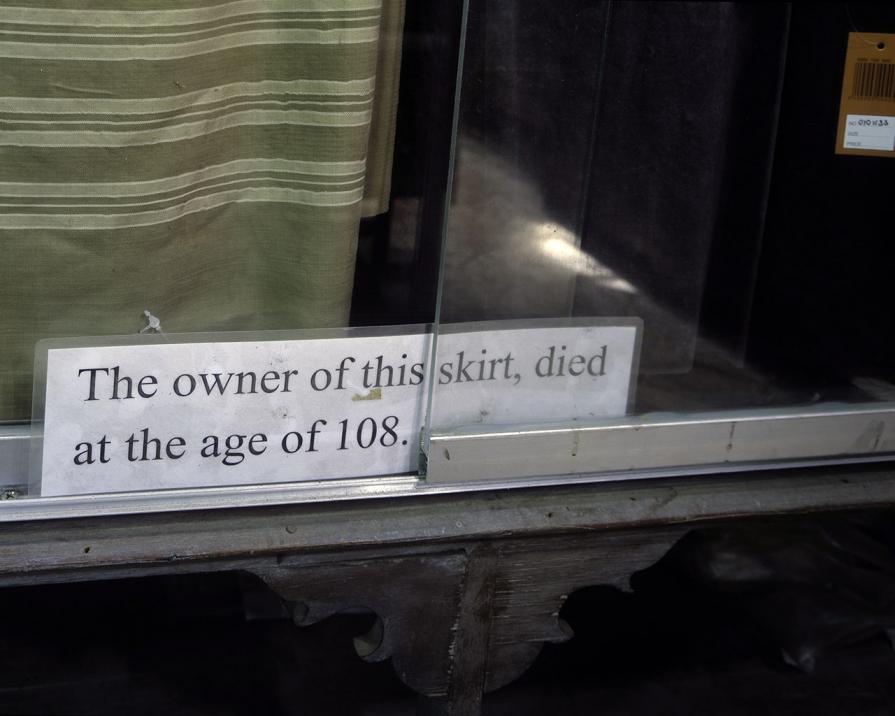 The owner of this skirt, died
at the age of 108.